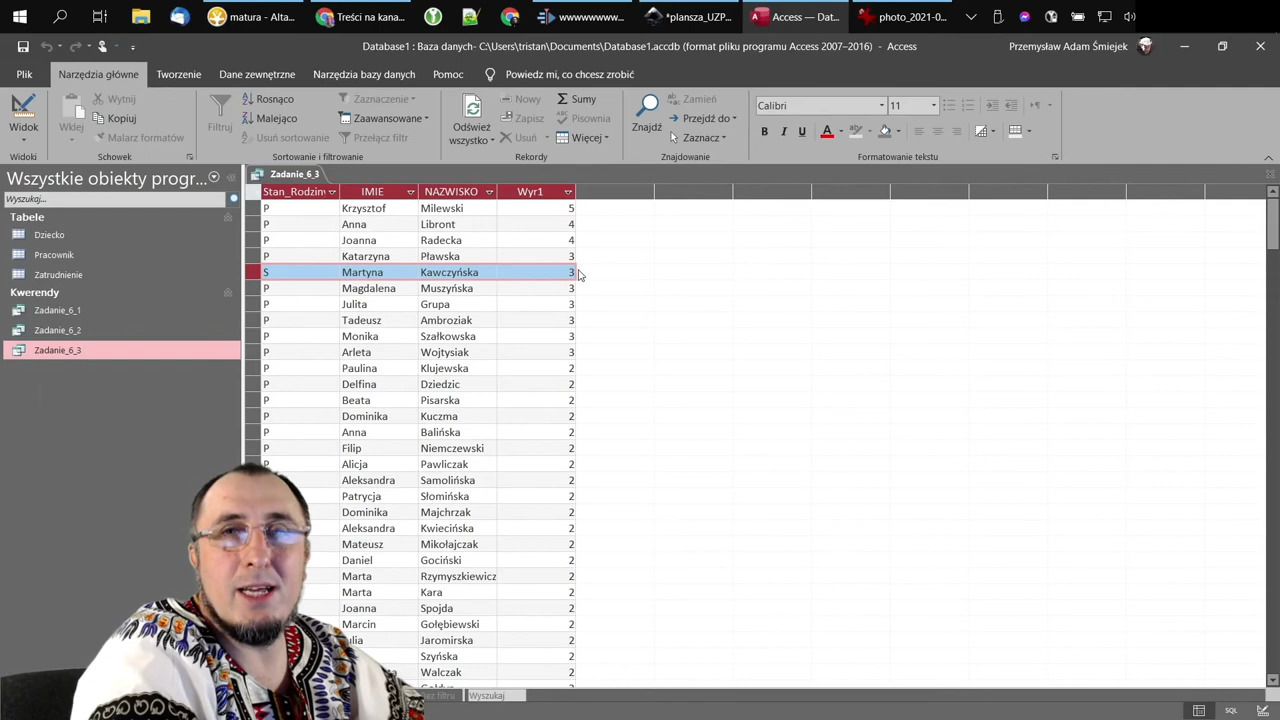 matura - Alta...
Treści na kana...
wwwwwww...
*plansza_UZP...
Access — Dat...
photo_2021-0...
Database1 : Baza danych- C:\Users\tristan\Documents\Database1.accdb (format pliku programu Access 2007–2016) - Access
Przemysław Adam Śmiejek
Plik
Narzędzia główne
Tworzenie
Dane zewnętrzne
Narzędzia bazy danych
Pomoc
Powiedz mi, co chcesz zrobić
Widok
Wklej
Wytnij
Kopiuj
Malarz formatów
Filtruj
Rosnąco
Malejąco
Usuń sortowanie
Zaznaczenie
Zaawansowane
Przełącz filtr
Odśwież wszystko
Nowy
Zapisz
Usuń
Sumy
Pisownia
Więcej
Znajdź
Zamień
Przejdź do
Zaznacz
Calibri
11
Widoki
Schowek
Sortowanie i filtrowanie
Rekordy
Znajdowanie
Formatowanie tekstu
Wszystkie obiekty progr...
Wyszukaj...
Tabele
Dziecko
Pracownik
Zatrudnienie
Kwerendy
Zadanie_6_1
Zadanie_6_2
Zadanie_6_3
Zadanie_6_3
Stan_Rodziny IMIE NAZWISKO Wyr1
P Krzysztof Milewski 5
P Anna Libront 4
P Joanna Radecka 4
P Katarzyna Pławska 3
S Martyna Kawczyńska 3
P Magdalena Muszyńska 3
P Julita Grupa 3
P Tadeusz Ambroziak 3
P Monika Szałkowska 3
P Arleta Wojtysiak 3
P Paulina Klujewska 2
P Delfina Dziedzic 2
P Beata Pisarska 2
P Dominika Kuczma 2
P Anna Balińska 2
P Filip Niemczewski 2
P Alicja Pawliczak 2
Aleksandra Samolińska 2
Patrycja Słomińska 2
Dominika Majchrzak 2
Aleksandra Kwiecińska 2
Mateusz Mikołajczak 2
Daniel Gociński 2
Marta Rzymyszkiewicz 2
Marta Kara 2
Joanna Spojda 2
Marcin Gołębiewski 2
ulia Jaromirska 2
Szyńska 2
Walczak 2
Bez filtru
Wyszukaj
SQL